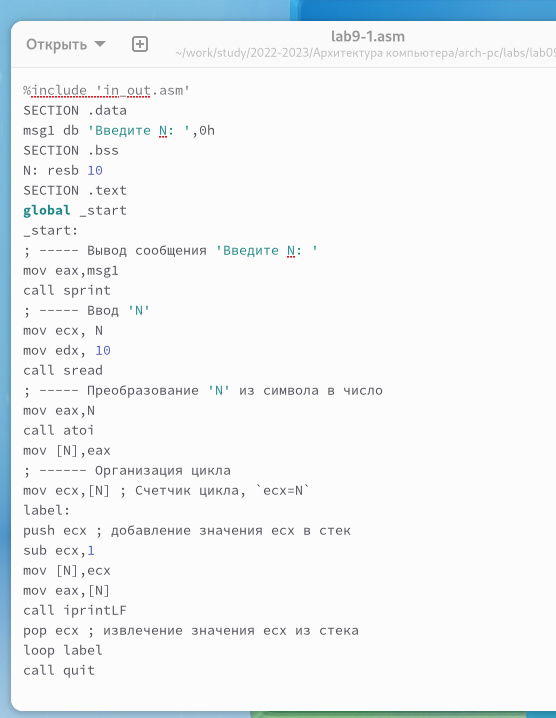 Открыть
lab9-1.asm
~/work/study/2022-2023/Архитектура компьютера/arch-pc/labs/lab09
%include 'in_out.asm'
SECTION .data
msg1 db 'Введите N: ',0h
SECTION .bss
N: resb 10
SECTION .text
global _start
_start:
; ----- Вывод сообщения 'Введите N: '
mov eax,msg1
call sprint
; ----- Ввод 'N'
mov ecx, N
mov edx, 10
call sread
; ----- Преобразование 'N' из символа в число
mov eax,N
call atoi
mov [N],eax
; ------ Организация цикла
mov ecx,[N] ; Счетчик цикла, `ecx=N`
label:
push ecx ; добавление значения ecx в стек
sub ecx,1
mov [N],ecx
mov eax,[N]
call iprintLF
pop ecx ; извлечение значения ecx из стека
loop label
call quit